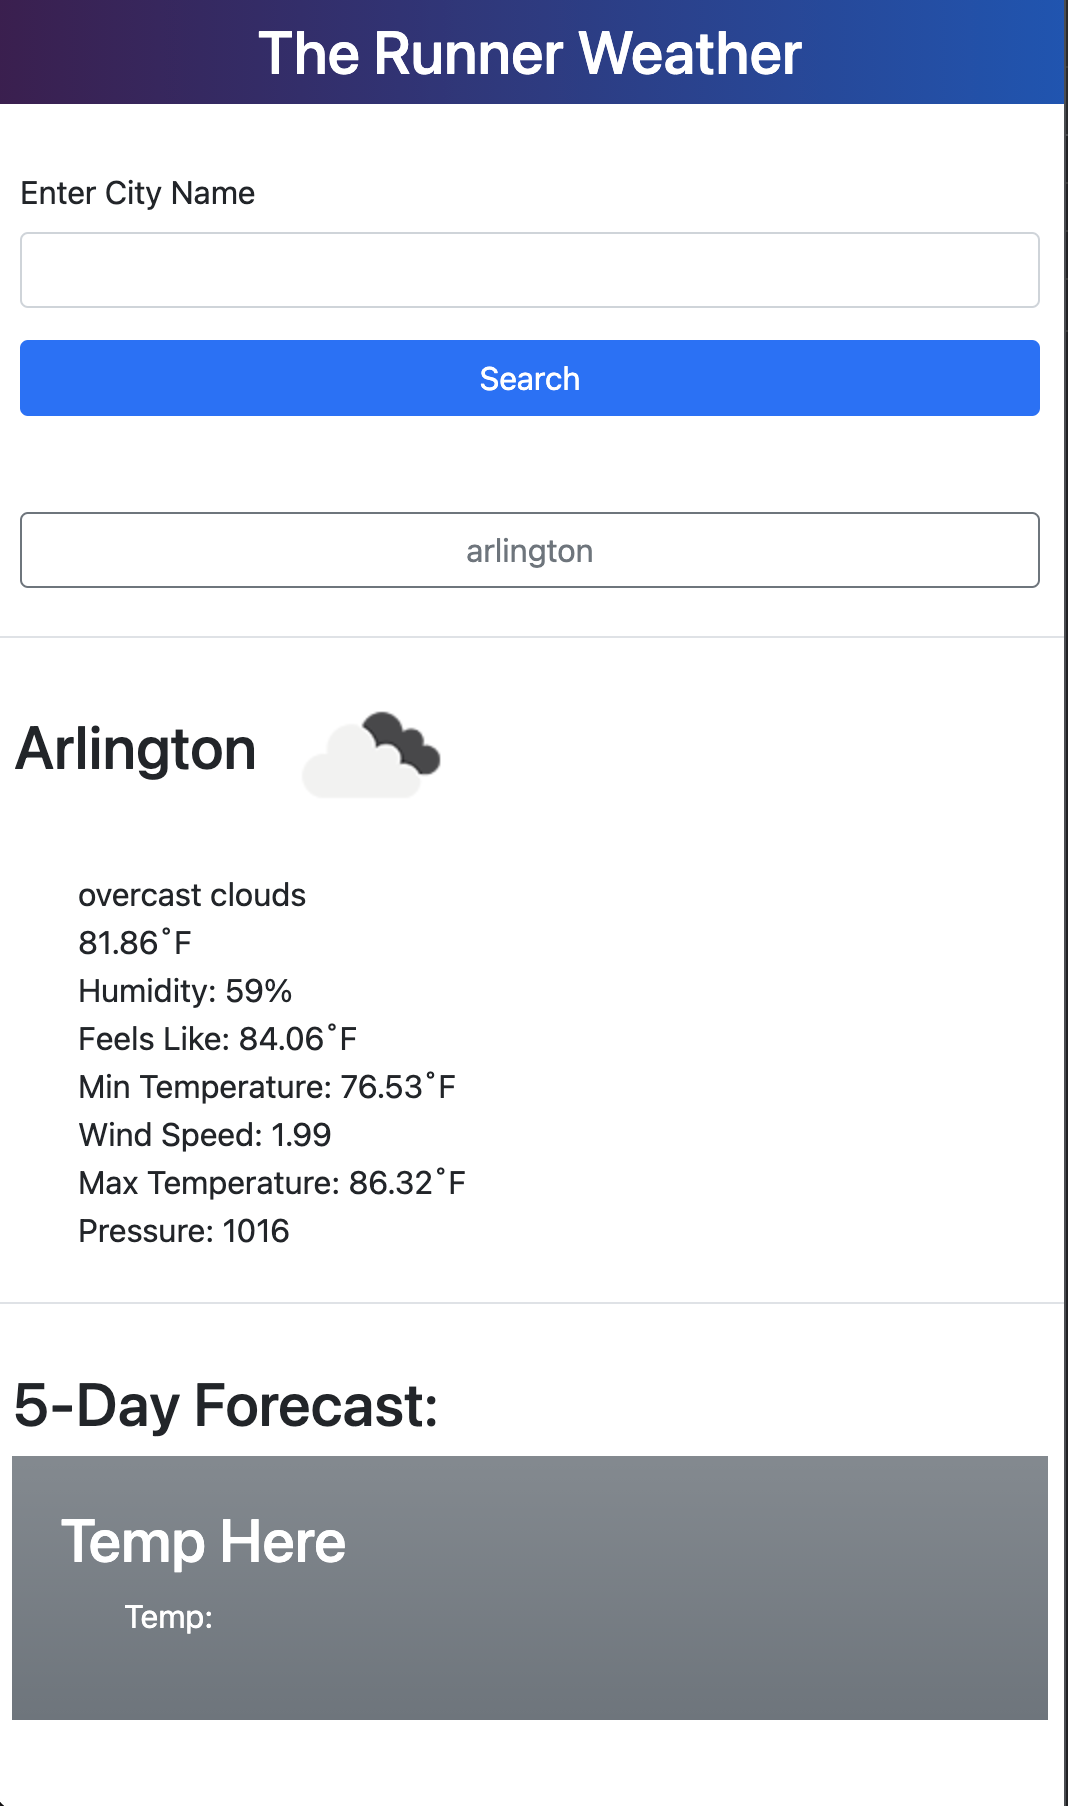 The Runner Weather
Enter City Name
Search
arlington
Arlington
overcast clouds
81.86˚F
Humidity: 59%
Feels Like: 84.06˚F
Min Temperature: 76.53˚F
Wind Speed: 1.99
Max Temperature: 86.32˚F
Pressure: 1016
5-Day Forecast:
Temp Here
Temp: